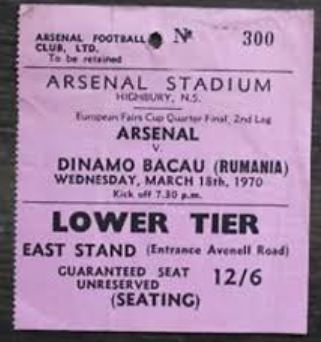 ARSENAL FOOTBALL Nº 300
CLUB, LTD.
To be retained
ARSENAL STADIUM
HIGHBURY, N.5.
European Fairs Cup Quarter Final, 2nd Leg
ARSENAL
V.
DINAMO BACAU (RUMANIA)
WEDNESDAY, MARCH 18th, 1970
Kick off 7.30 p.m.
LOWER TIER
EAST STAND (Entrance Avenell Road)
GUARANTEED SEAT 12/6
UNRESERVED
(SEATING)